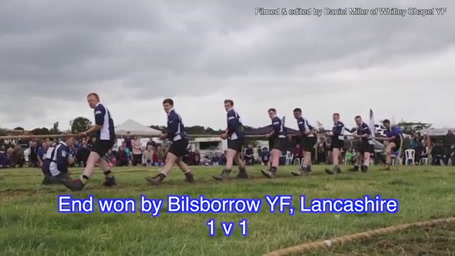 Filmed & edited by Daniel Miller of Whitley Chapel YF
End won by Bilsborrow YF, Lancashire
1 v 1